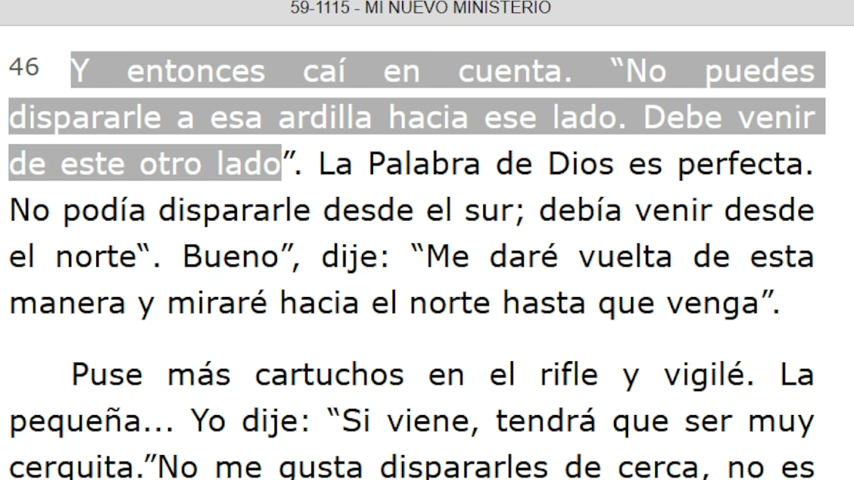 59-1115 - MI NUEVO MINISTERIO
46 Y entonces caí en cuenta. “No puedes
dispararle a esa ardilla hacia ese lado. Debe venir
de este otro lado”. La Palabra de Dios es perfecta.
No podía dispararle desde el sur; debía venir desde
el norte“. Bueno”, dije: “Me daré vuelta de esta
manera y miraré hacia el norte hasta que venga”.
Puse más cartuchos en el rifle y vigilé. La
pequeña... Yo dije: “Si viene, tendrá que ser muy
cerquita.”No me gusta dispararles de cerca, no es